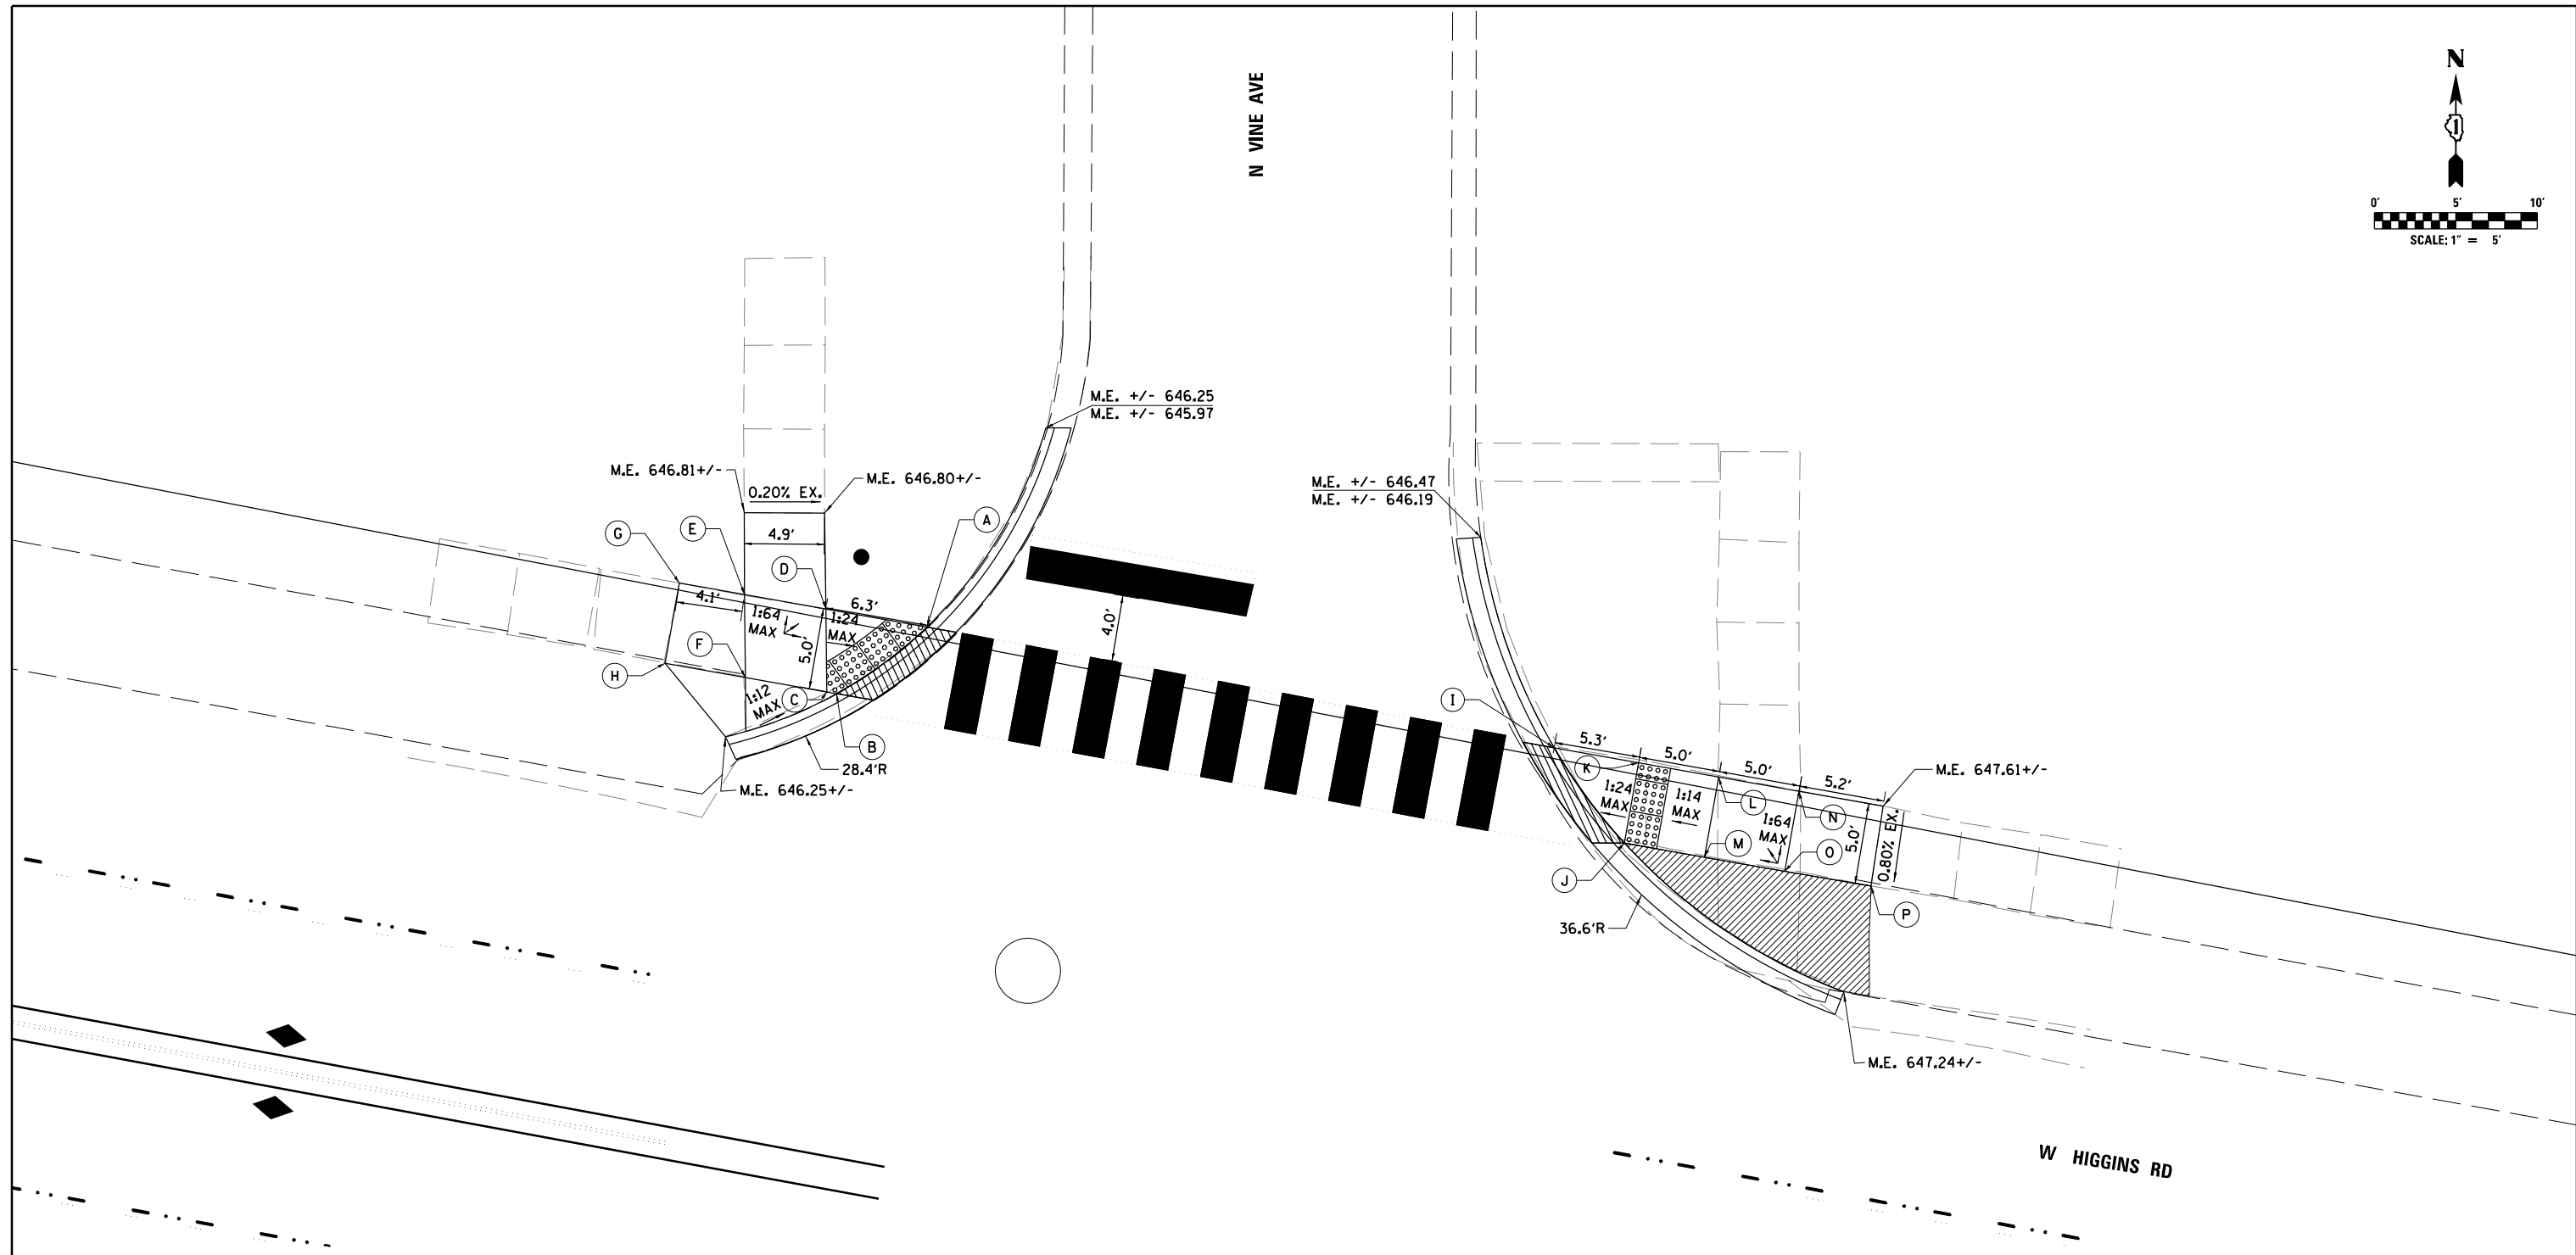 N VINE AVE
N
1
0' 5' 10'
SCALE: 1" = 5'
M.E. +/- 646.25
M.E. +/- 645.97
M.E. 646.81+/-
M.E. 646.80+/-
0.20% EX.
4.9'
G
E
A
D
4.1'
1:64
MAX
6.3'
1:24
MAX
5.0'
F
H
1:12
MAX
C
B
28.4'R
M.E. 646.25+/-
4.0'
M.E. +/- 646.47
M.E. +/- 646.19
I
5.3'
5.0'
5.0'
5.2'
M.E. 647.61+/-
K
1:24
MAX
1:14
MAX
L
1:64
MAX
N
M
O
5.0'
0.80% EX.
J
P
36.6'R
M.E. 647.24+/-
W HIGGINS RD